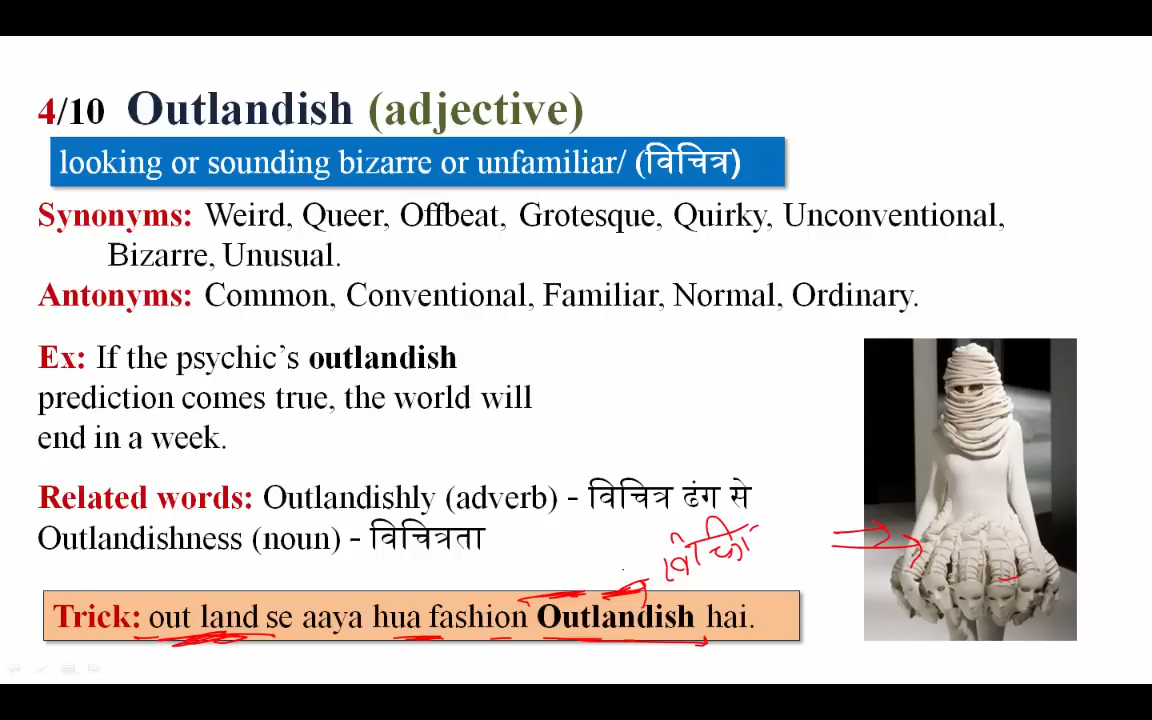 4/10 Outlandish (adjective)
looking or sounding bizarre or unfamiliar/ (विचित्र)
Synonyms: Weird, Queer, Offbeat, Grotesque, Quirky, Unconventional,
Bizarre, Unusual.
Antonyms: Common, Conventional, Familiar, Normal, Ordinary.
Ex: If the psychic's outlandish
prediction comes true, the world will
end in a week.
Related words: Outlandishly (adverb) - विचित्र ढंग से
Outlandishness (noun) - विचित्रता
Trick: out land se aaya hua fashion Outlandish hai.